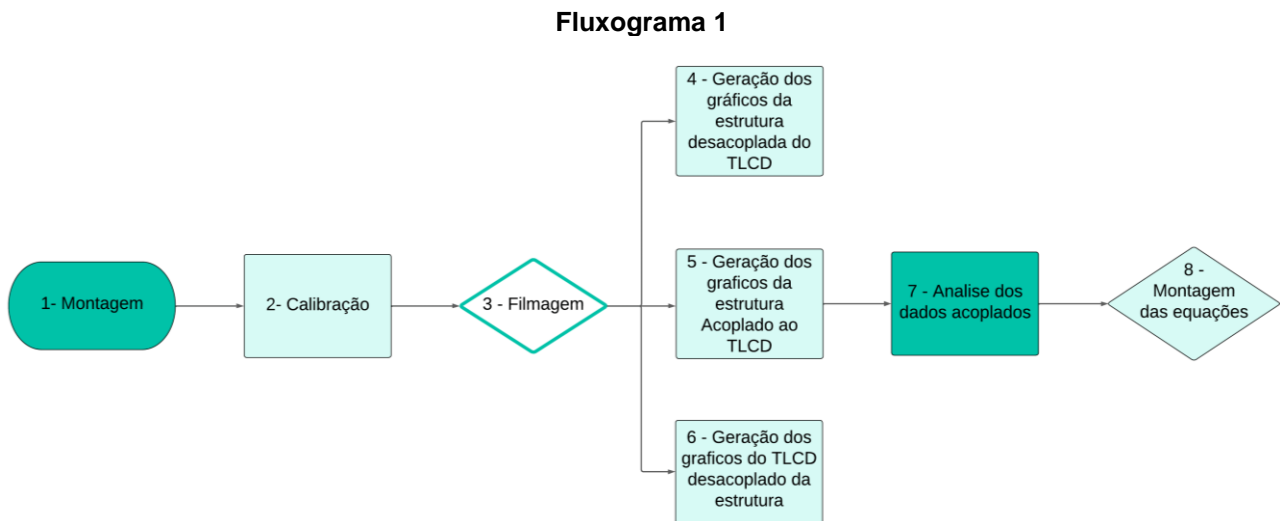 Fluxograma 1
1- Montagem
2- Calibração
3 - Filmagem
4 - Geração dos
gráficos da
estrutura
desacoplada do
TLCD
5 - Geração dos
graficos da
estrutura
Acoplado ao
TLCD
6 - Geração dos
graficos do TLCD
desacoplado da
estrutura
7 - Analise dos
dados acoplados
8 -
Montagem
das equações